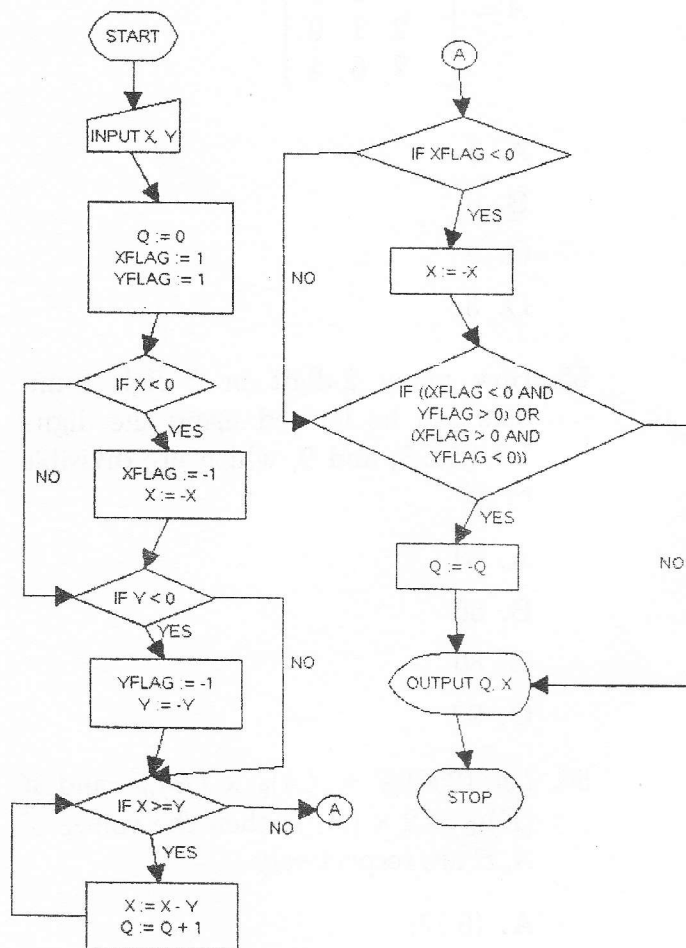 START
INPUT X, Y
Q := 0
XFLAG := 1
YFLAG := 1
IF X < 0
YES
NO
XFLAG := -1
X := -X
IF Y < 0
YES
NO
YFLAG := -1
Y := -Y
IF X >=Y
NO
A
YES
X := X - Y
Q := Q + 1
A
IF XFLAG < 0
YES
NO
X := -X
IF ((XFLAG < 0 AND
YFLAG > 0) OR
(XFLAG > 0 AND
YFLAG < 0))
YES
NO
Q := -Q
OUTPUT Q, X
STOP